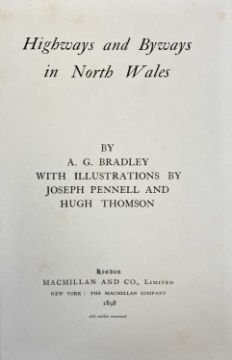 Highways and Byways
in North Wales
BY
A. G. BRADLEY
WITH ILLUSTRATIONS BY
JOSEPH PENNELL AND
HUGH THOMSON
London
MACMILLAN AND CO., LIMITED
NEW YORK: THE MACMILLAN COMPANY
1898
All rights reserved